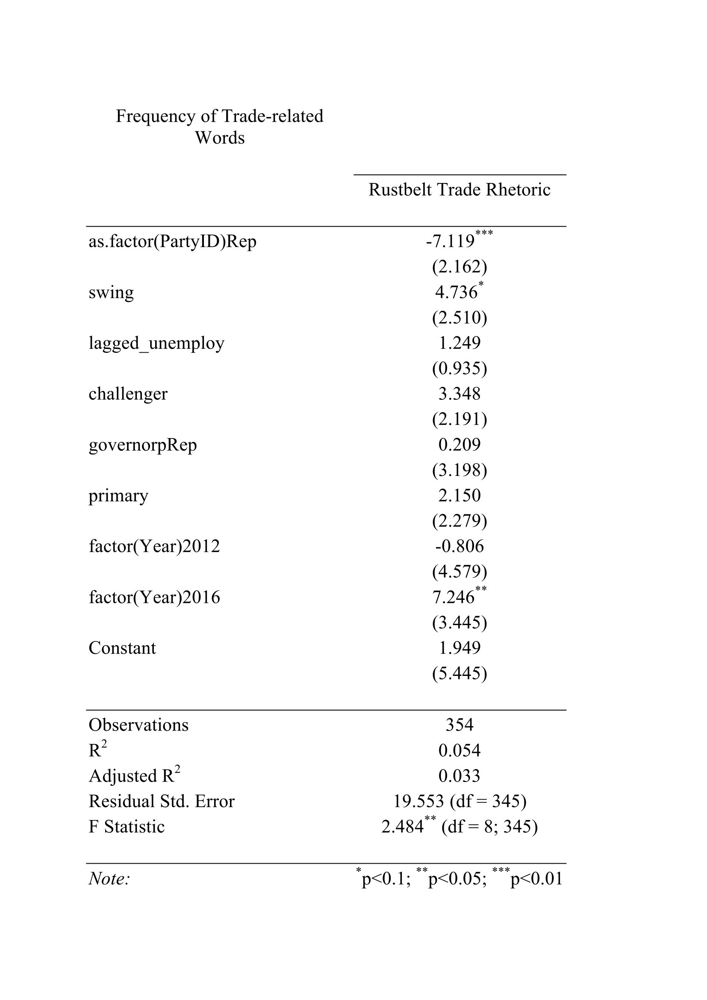 Frequency of Trade-related
Words
Rustbelt Trade Rhetoric
as.factor(PartyID)Rep -7.119***
(2.162)
swing 4.736*
(2.510)
lagged_unemploy 1.249
(0.935)
challenger 3.348
(2.191)
governorpRep 0.209
(3.198)
primary 2.150
(2.279)
factor(Year)2012 -0.806
(4.579)
factor(Year)2016 7.246**
(3.445)
Constant 1.949
(5.445)
Observations 354
R2 0.054
Adjusted R2 0.033
Residual Std. Error 19.553 (df = 345)
F Statistic 2.484** (df = 8; 345)
Note: *p<0.1; **p<0.05; ***p<0.01